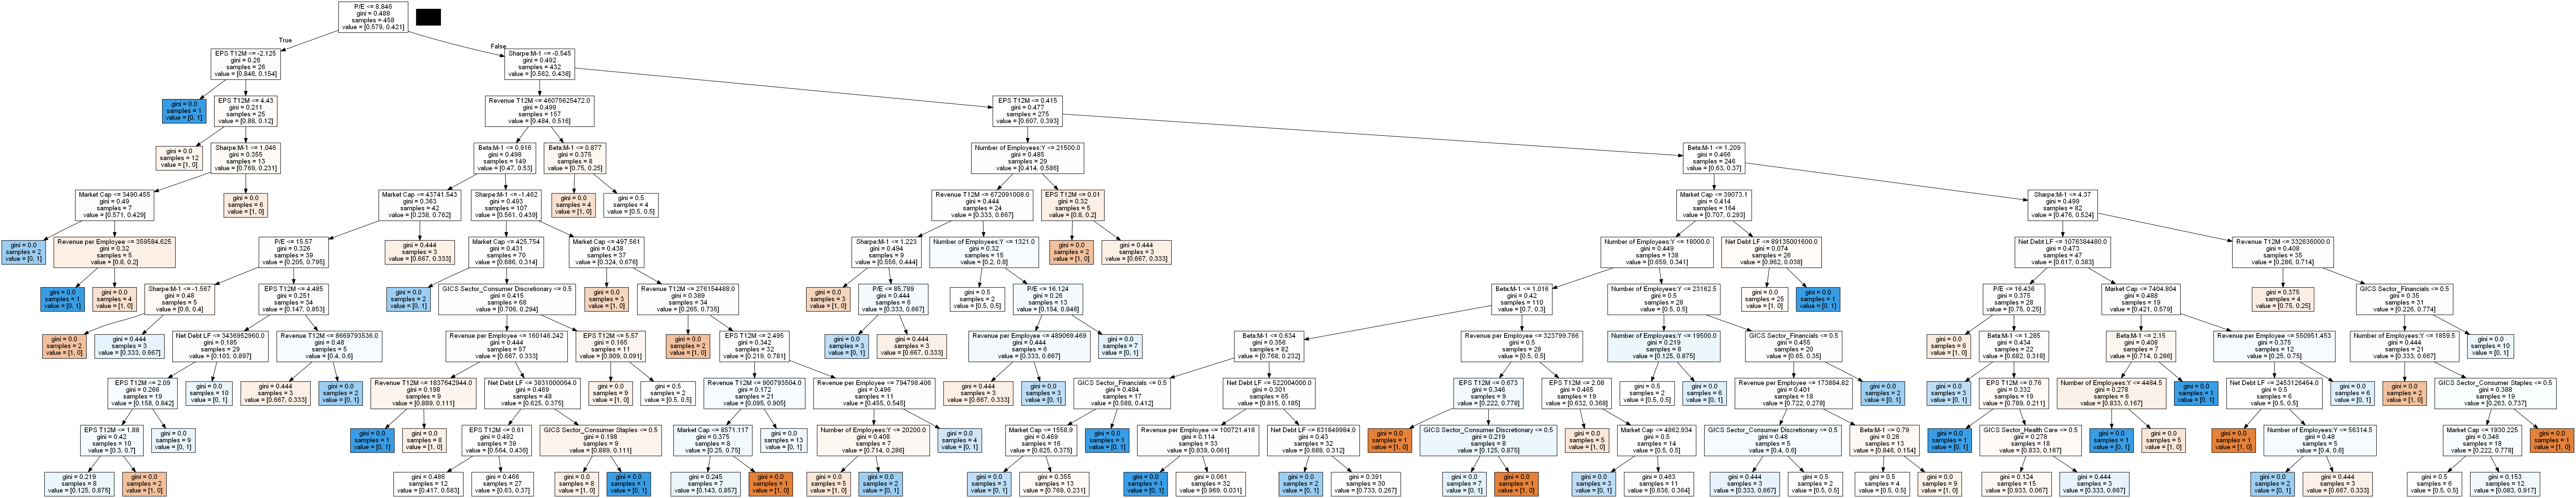 P/E <= 8.846
gini = 0.488
samples = 458
value = [0.579, 0.421]
True
False
EPS T12M <= -2.125
gini = 0.26
samples = 26
value = [0.846, 0.154]
Sharpe:M-1 <= -0.545
gini = 0.492
samples = 432
value = [0.562, 0.438]
gini = 0.0
samples = 1
value = [0, 1]
EPS T12M <= 4.43
gini = 0.211
samples = 25
value = [0.88, 0.12]
Revenue T12M <= 46075625472.0
gini = 0.499
samples = 157
value = [0.484, 0.516]
EPS T12M <= 0.415
gini = 0.477
samples = 275
value = [0.607, 0.393]
gini = 0.0
samples = 12
value = [1, 0]
Sharpe:M-1 <= 1.046
gini = 0.355
samples = 13
value = [0.769, 0.231]
Beta:M-1 <= 0.916
gini = 0.498
samples = 149
value = [0.47, 0.53]
Beta:M-1 <= 0.877
gini = 0.375
samples = 8
value = [0.75, 0.25]
Number of Employees:Y <= 21500.0
gini = 0.485
samples = 29
value = [0.414, 0.586]
Beta:M-1 <= 1.209
gini = 0.466
samples = 246
value = [0.63, 0.37]
Market Cap <= 3490.455
gini = 0.49
samples = 7
value = [0.571, 0.429]
gini = 0.0
samples = 6
value = [1, 0]
Market Cap <= 43741.543
gini = 0.363
samples = 42
value = [0.238, 0.762]
Sharpe:M-1 <= -1.462
gini = 0.493
samples = 107
value = [0.561, 0.439]
gini = 0.0
samples = 4
value = [1, 0]
gini = 0.5
samples = 4
value = [0.5, 0.5]
Revenue T12M <= 672091008.0
gini = 0.444
samples = 24
value = [0.333, 0.667]
EPS T12M <= 0.01
gini = 0.32
samples = 5
value = [0.8, 0.2]
Market Cap <= 39073.1
gini = 0.414
samples = 164
value = [0.707, 0.293]
Sharpe:M-1 <= 4.37
gini = 0.499
samples = 82
value = [0.476, 0.524]
gini = 0.0
samples = 2
value = [0, 1]
Revenue per Employee <= 359584.625
gini = 0.32
samples = 5
value = [0.8, 0.2]
P/E <= 15.57
gini = 0.326
samples = 39
value = [0.205, 0.795]
gini = 0.444
samples = 3
value = [0.667, 0.333]
Market Cap <= 425.754
gini = 0.431
samples = 70
value = [0.686, 0.314]
Market Cap <= 497.561
gini = 0.438
samples = 37
value = [0.324, 0.676]
Sharpe:M-1 <= 1.223
gini = 0.494
samples = 9
value = [0.556, 0.444]
Number of Employees:Y <= 1321.0
gini = 0.32
samples = 15
value = [0.2, 0.8]
gini = 0.0
samples = 2
value = [1, 0]
gini = 0.444
samples = 3
value = [0.667, 0.333]
Number of Employees:Y <= 18000.0
gini = 0.449
samples = 138
value = [0.659, 0.341]
Net Debt LF <= 89135001600.0
gini = 0.074
samples = 26
value = [0.962, 0.038]
Net Debt LF <= 1076384480.0
gini = 0.473
samples = 47
value = [0.617, 0.383]
Revenue T12M <= 332636000.0
gini = 0.408
samples = 35
value = [0.286, 0.714]
gini = 0.0
samples = 1
value = [0, 1]
gini = 0.0
samples = 4
value = [1, 0]
Sharpe:M-1 <= -1.567
gini = 0.48
samples = 5
value = [0.6, 0.4]
EPS T12M <= 4.485
gini = 0.251
samples = 34
value = [0.147, 0.853]
gini = 0.0
samples = 2
value = [0, 1]
GICS Sector_Consumer Discretionary <= 0.5
gini = 0.415
samples = 68
value = [0.706, 0.294]
gini = 0.0
samples = 3
value = [1, 0]
Revenue T12M <= 276154488.0
gini = 0.389
samples = 34
value = [0.265, 0.735]
gini = 0.0
samples = 3
value = [1, 0]
P/E <= 85.789
gini = 0.444
samples = 6
value = [0.333, 0.667]
gini = 0.5
samples = 2
value = [0.5, 0.5]
P/E <= 16.124
gini = 0.26
samples = 13
value = [0.154, 0.846]
Beta:M-1 <= 1.016
gini = 0.42
samples = 110
value = [0.7, 0.3]
Number of Employees:Y <= 23162.5
gini = 0.5
samples = 28
value = [0.5, 0.5]
gini = 0.0
samples = 25
value = [1, 0]
gini = 0.0
samples = 1
value = [0, 1]
P/E <= 16.436
gini = 0.375
samples = 28
value = [0.75, 0.25]
Market Cap <= 7404.804
gini = 0.488
samples = 19
value = [0.421, 0.579]
gini = 0.375
samples = 4
value = [0.75, 0.25]
GICS Sector_Financials <= 0.5
gini = 0.35
samples = 31
value = [0.226, 0.774]
gini = 0.0
samples = 2
value = [1, 0]
gini = 0.444
samples = 3
value = [0.333, 0.667]
Net Debt LF <= 3436952960.0
gini = 0.185
samples = 29
value = [0.103, 0.897]
Revenue T12M <= 8669793536.0
gini = 0.48
samples = 5
value = [0.4, 0.6]
Revenue per Employee <= 160146.242
gini = 0.444
samples = 57
value = [0.667, 0.333]
EPS T12M <= 5.57
gini = 0.165
samples = 11
value = [0.909, 0.091]
gini = 0.0
samples = 2
value = [1, 0]
EPS T12M <= 2.495
gini = 0.342
samples = 32
value = [0.219, 0.781]
gini = 0.0
samples = 3
value = [0, 1]
gini = 0.444
samples = 3
value = [0.667, 0.333]
Revenue per Employee <= 489069.469
gini = 0.444
samples = 6
value = [0.333, 0.667]
gini = 0.0
samples = 7
value = [0, 1]
Beta:M-1 <= 0.634
gini = 0.356
samples = 82
value = [0.768, 0.232]
Revenue per Employee <= 323799.766
gini = 0.5
samples = 28
value = [0.5, 0.5]
Number of Employees:Y <= 19500.0
gini = 0.219
samples = 8
value = [0.125, 0.875]
GICS Sector_Financials <= 0.5
gini = 0.455
samples = 20
value = [0.65, 0.35]
gini = 0.0
samples = 6
value = [1, 0]
Beta:M-1 <= 1.285
gini = 0.434
samples = 22
value = [0.682, 0.318]
Beta:M-1 <= 2.15
gini = 0.408
samples = 7
value = [0.714, 0.286]
Revenue per Employee <= 550951.453
gini = 0.375
samples = 12
value = [0.25, 0.75]
Number of Employees:Y <= 1859.5
gini = 0.444
samples = 21
value = [0.333, 0.667]
gini = 0.0
samples = 10
value = [0, 1]
EPS T12M <= 2.09
gini = 0.266
samples = 19
value = [0.158, 0.842]
gini = 0.0
samples = 10
value = [0, 1]
gini = 0.444
samples = 3
value = [0.667, 0.333]
gini = 0.0
samples = 2
value = [0, 1]
Revenue T12M <= 1837642944.0
gini = 0.198
samples = 9
value = [0.889, 0.111]
Net Debt LF <= 3831000064.0
gini = 0.469
samples = 48
value = [0.625, 0.375]
gini = 0.0
samples = 9
value = [1, 0]
gini = 0.5
samples = 2
value = [0.5, 0.5]
Revenue T12M <= 900793504.0
gini = 0.172
samples = 21
value = [0.095, 0.905]
Revenue per Employee <= 794798.406
gini = 0.496
samples = 11
value = [0.455, 0.545]
gini = 0.444
samples = 3
value = [0.667, 0.333]
gini = 0.0
samples = 3
value = [0, 1]
GICS Sector_Financials <= 0.5
gini = 0.484
samples = 17
value = [0.588, 0.412]
Net Debt LF <= 522004000.0
gini = 0.301
samples = 65
value = [0.815, 0.185]
EPS T12M <= 0.673
gini = 0.346
samples = 9
value = [0.222, 0.778]
EPS T12M <= 2.08
gini = 0.465
samples = 19
value = [0.632, 0.368]
gini = 0.5
samples = 2
value = [0.5, 0.5]
gini = 0.0
samples = 6
value = [0, 1]
Revenue per Employee <= 173884.82
gini = 0.401
samples = 18
value = [0.722, 0.278]
gini = 0.0
samples = 2
value = [0, 1]
gini = 0.0
samples = 3
value = [0, 1]
EPS T12M <= 0.76
gini = 0.332
samples = 19
value = [0.789, 0.211]
Number of Employees:Y <= 4484.5
gini = 0.278
samples = 6
value = [0.833, 0.167]
gini = 0.0
samples = 1
value = [0, 1]
Net Debt LF <= 2453126464.0
gini = 0.5
samples = 6
value = [0.5, 0.5]
gini = 0.0
samples = 6
value = [0, 1]
gini = 0.0
samples = 2
value = [1, 0]
GICS Sector_Consumer Staples <= 0.5
gini = 0.388
samples = 19
value = [0.263, 0.737]
EPS T12M <= 1.88
gini = 0.42
samples = 10
value = [0.3, 0.7]
gini = 0.0
samples = 9
value = [0, 1]
gini = 0.0
samples = 1
value = [0, 1]
gini = 0.0
samples = 8
value = [1, 0]
EPS T12M <= 0.61
gini = 0.492
samples = 39
value = [0.564, 0.436]
GICS Sector_Consumer Staples <= 0.5
gini = 0.198
samples = 9
value = [0.889, 0.111]
Market Cap <= 8571.117
gini = 0.375
samples = 8
value = [0.25, 0.75]
gini = 0.0
samples = 13
value = [0, 1]
Number of Employees:Y <= 20200.0
gini = 0.408
samples = 7
value = [0.714, 0.286]
gini = 0.0
samples = 4
value = [0, 1]
Market Cap <= 1558.9
gini = 0.469
samples = 16
value = [0.625, 0.375]
gini = 0.0
samples = 1
value = [0, 1]
Revenue per Employee <= 100721.418
gini = 0.114
samples = 33
value = [0.939, 0.061]
Net Debt LF <= 631849984.0
gini = 0.43
samples = 32
value = [0.688, 0.312]
gini = 0.0
samples = 1
value = [1, 0]
GICS Sector_Consumer Discretionary <= 0.5
gini = 0.219
samples = 8
value = [0.125, 0.875]
gini = 0.0
samples = 5
value = [1, 0]
Market Cap <= 4862.934
gini = 0.5
samples = 14
value = [0.5, 0.5]
GICS Sector_Consumer Discretionary <= 0.5
gini = 0.48
samples = 5
value = [0.4, 0.6]
Beta:M-1 <= 0.79
gini = 0.26
samples = 13
value = [0.846, 0.154]
gini = 0.0
samples = 1
value = [0, 1]
GICS Sector_Health Care <= 0.5
gini = 0.278
samples = 18
value = [0.833, 0.167]
gini = 0.0
samples = 1
value = [0, 1]
gini = 0.0
samples = 5
value = [1, 0]
gini = 0.0
samples = 1
value = [1, 0]
Number of Employees:Y <= 56314.5
gini = 0.48
samples = 5
value = [0.4, 0.6]
Market Cap <= 1930.225
gini = 0.346
samples = 18
value = [0.222, 0.778]
gini = 0.0
samples = 1
value = [1, 0]
gini = 0.219
samples = 8
value = [0.125, 0.875]
gini = 0.0
samples = 2
value = [1, 0]
gini = 0.486
samples = 12
value = [0.417, 0.583]
gini = 0.466
samples = 27
value = [0.63, 0.37]
gini = 0.0
samples = 8
value = [1, 0]
gini = 0.0
samples = 1
value = [0, 1]
gini = 0.245
samples = 7
value = [0.143, 0.857]
gini = 0.0
samples = 1
value = [1, 0]
gini = 0.0
samples = 5
value = [1, 0]
gini = 0.0
samples = 2
value = [0, 1]
gini = 0.0
samples = 3
value = [0, 1]
gini = 0.355
samples = 13
value = [0.769, 0.231]
gini = 0.0
samples = 1
value = [0, 1]
gini = 0.061
samples = 32
value = [0.969, 0.031]
gini = 0.0
samples = 2
value = [0, 1]
gini = 0.391
samples = 30
value = [0.733, 0.267]
gini = 0.0
samples = 7
value = [0, 1]
gini = 0.0
samples = 1
value = [1, 0]
gini = 0.0
samples = 3
value = [0, 1]
gini = 0.463
samples = 11
value = [0.636, 0.364]
gini = 0.444
samples = 3
value = [0.333, 0.667]
gini = 0.5
samples = 2
value = [0.5, 0.5]
gini = 0.5
samples = 4
value = [0.5, 0.5]
gini = 0.0
samples = 9
value = [1, 0]
gini = 0.124
samples = 15
value = [0.933, 0.067]
gini = 0.444
samples = 3
value = [0.333, 0.667]
gini = 0.0
samples = 2
value = [0, 1]
gini = 0.444
samples = 3
value = [0.667, 0.333]
gini = 0.5
samples = 6
value = [0.5, 0.5]
gini = 0.153
samples = 12
value = [0.083, 0.917]